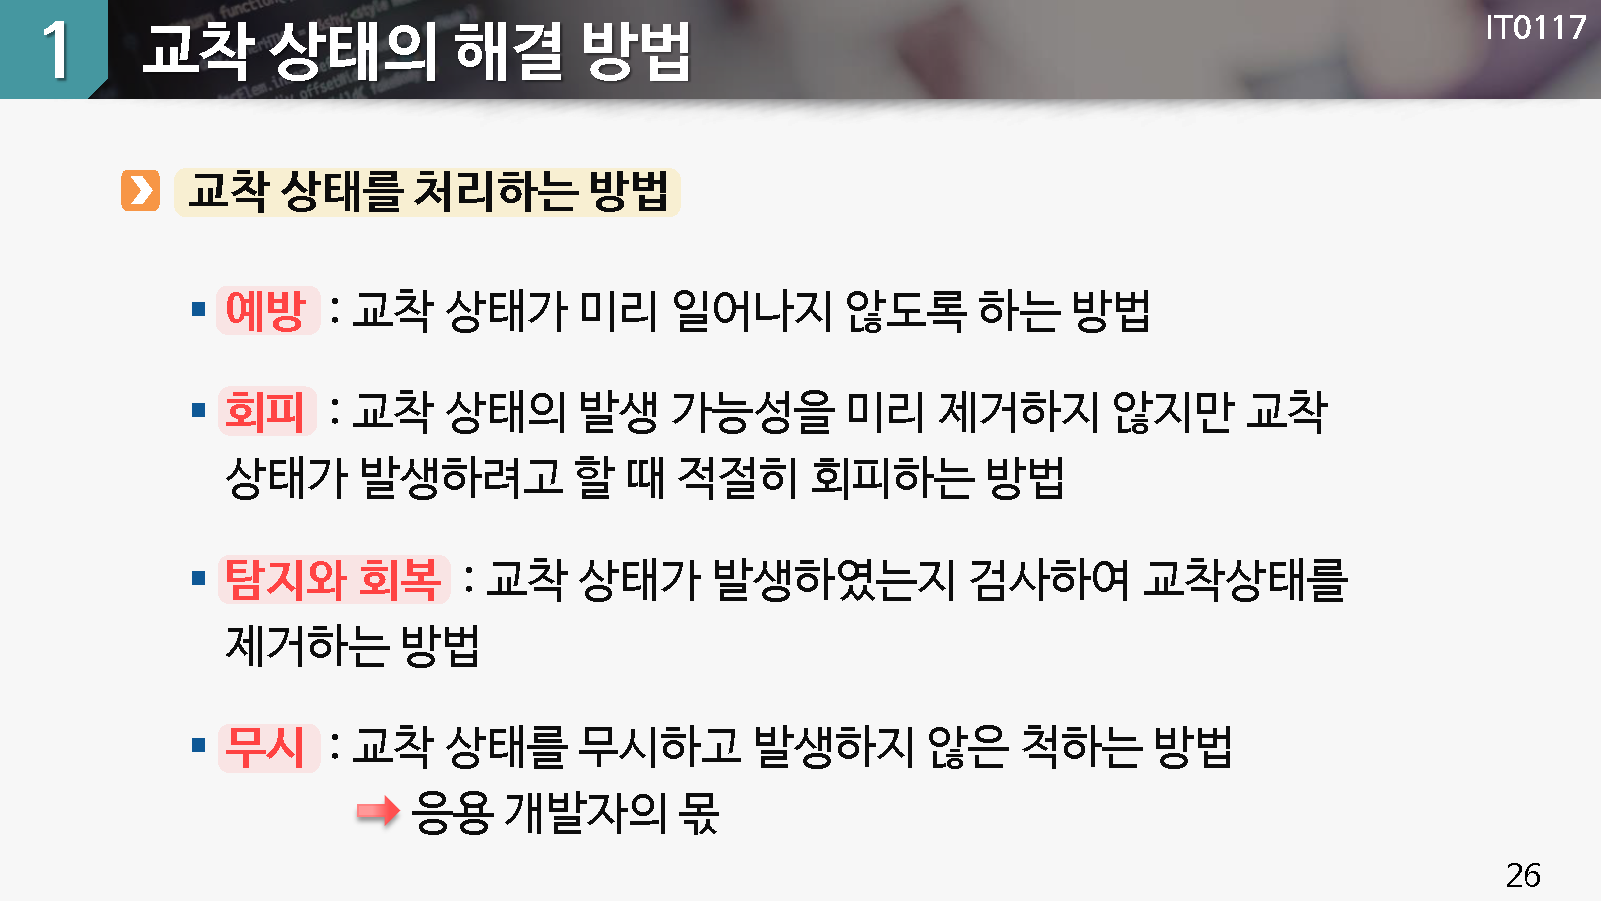 1 교착 상태의 해결 방법
IT0117
교착 상태를 처리하는 방법
▪ 예방 : 교착 상태가 미리 일어나지 않도록 하는 방법
▪ 회피 : 교착 상태의 발생 가능성을 미리 제거하지 않지만 교착
상태가 발생하려고 할 때 적절히 회피하는 방법
▪ 탐지와 회복 : 교착 상태가 발생하였는지 검사하여 교착상태를
제거하는 방법
▪ 무시 : 교착 상태를 무시하고 발생하지 않은 척하는 방법
➡ 응용 개발자의 몫
26